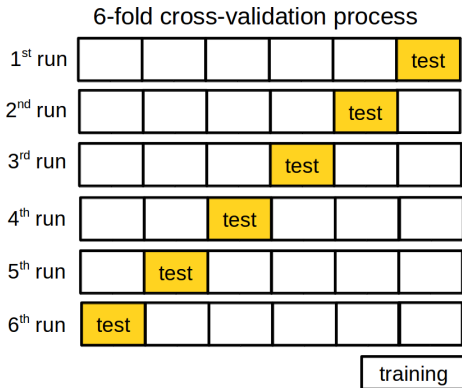 6-fold cross-validation process
1st run
test
2nd run
test
3rd run
test
4th run
test
5th run
test
6th run
test
training